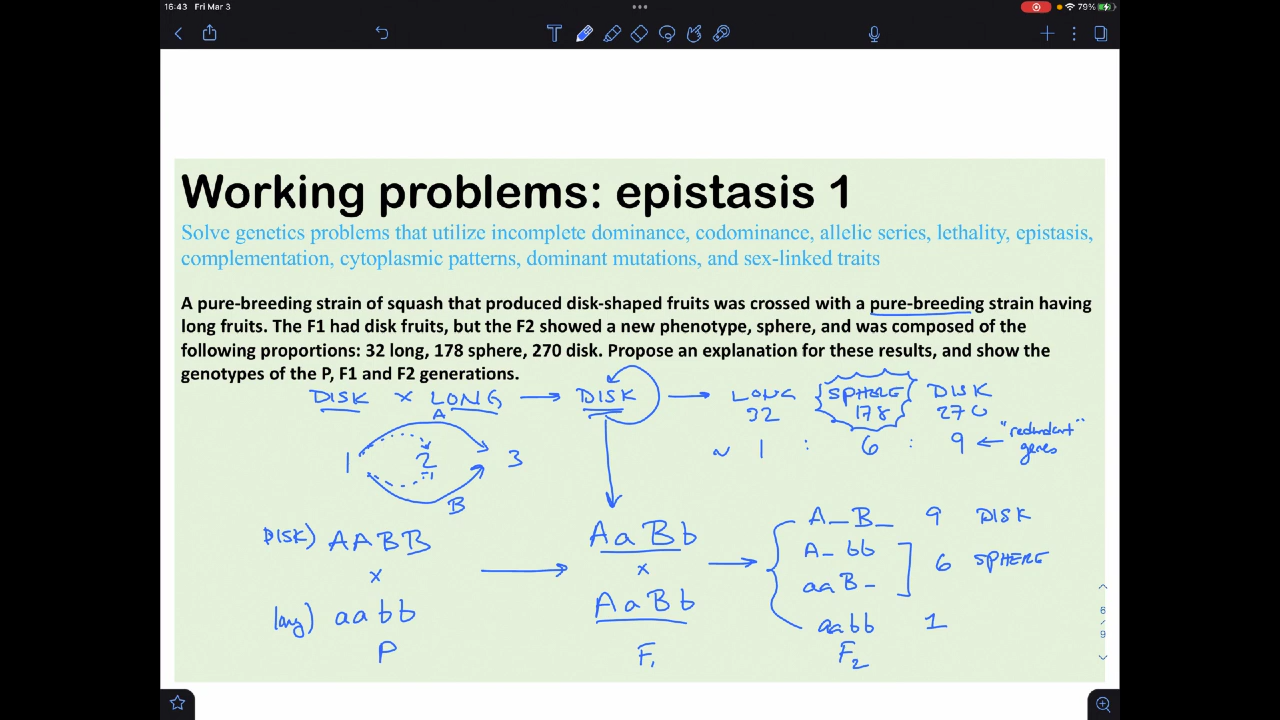 16:43 Fri Mar 3
79%
T
Working problems: epistasis 1
Solve genetics problems that utilize incomplete dominance, codominance, allelic series, lethality, epistasis,
complementation, cytoplasmic patterns, dominant mutations, and sex-linked traits
A pure-breeding strain of squash that produced disk-shaped fruits was crossed with a pure-breeding strain having
long fruits. The F1 had disk fruits, but the F2 showed a new phenotype, sphere, and was composed of the
following proportions: 32 long, 178 sphere, 270 disk. Propose an explanation for these results, and show the
genotypes of the P, F1 and F2 generations.
DISK × LONG → DISK → LONG SPHERE DISK
32 178 270
~ 1 : 6 : 9 ← "redundant"
genes
A
1 2 3
B
DISK) AABB → AaBb → A_B_ 9 DISK
x x A_ bb
aaB_ 6 SPHERE
long) aabb AaBb aabb 1
P F1 F2
6
9